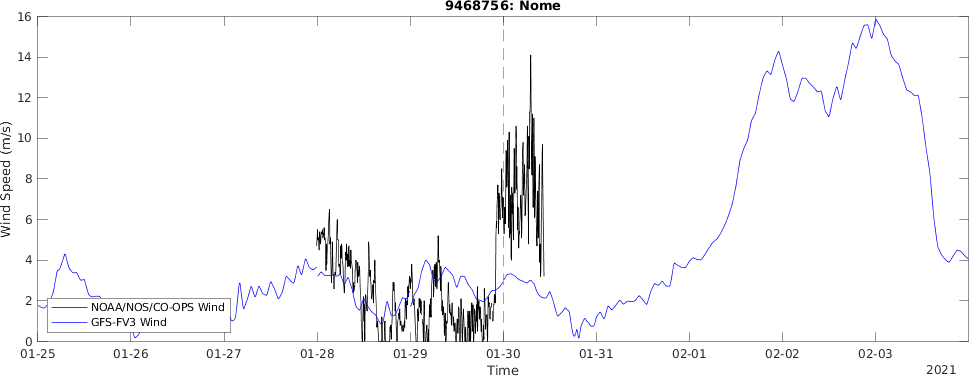 9468756: Nome
16
14
12
10
8
6
4
2
0
Wind Speed (m/s)
NOAA/NOS/CO-OPS Wind
GFS-FV3 Wind
01-25 01-26 01-27 01-28 01-29 01-30 01-31 02-01 02-02 02-03
Time
2021